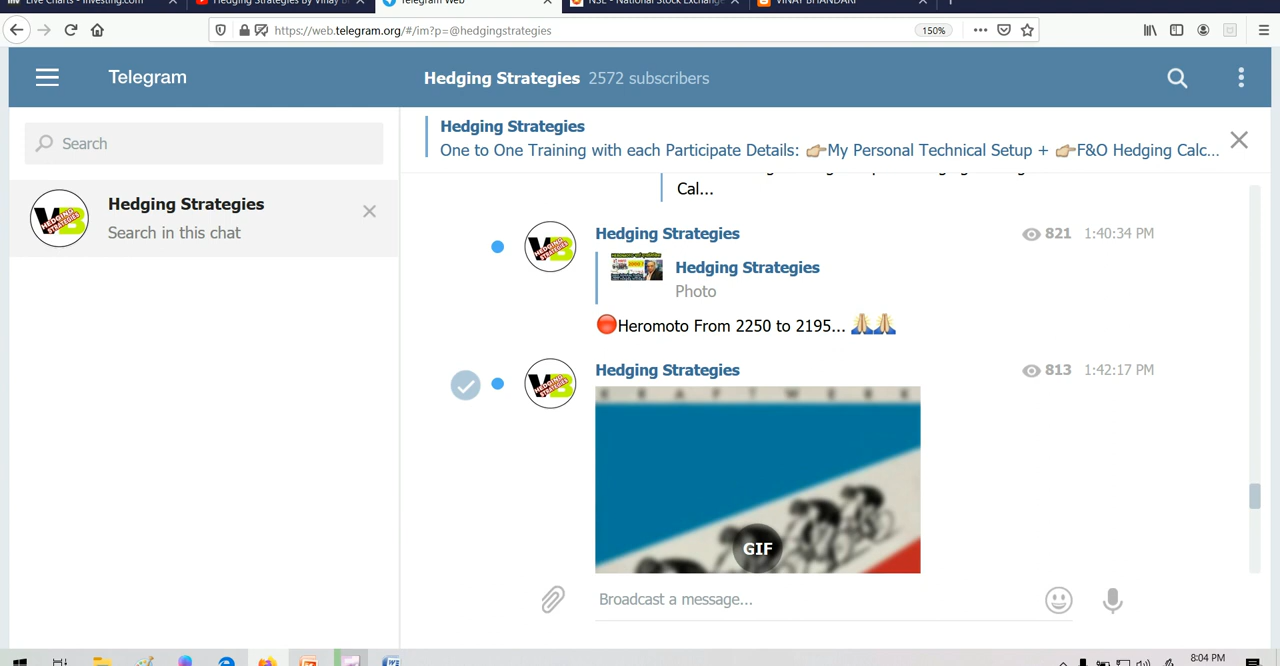 Live Charts - Investing.com
Hedging Strategies By Vinay B
Telegram Web
NSE - National Stock Exchange
VINAY BHANDARI
https://web.telegram.org/#/im?p=@hedgingstrategies
150%
Telegram
Hedging Strategies 2572 subscribers
Search
Hedging Strategies
One to One Training with each Participate Details: 👉My Personal Technical Setup + 👉F&O Hedging Calc...
Hedging Strategies
Search in this chat
Cal...
Hedging Strategies 821 1:40:34 PM
Hedging Strategies
Photo
🔴Heromoto From 2250 to 2195... 🙏🙏
Hedging Strategies 813 1:42:17 PM
K R A F T W E R K
GIF
Broadcast a message...
8:04 PM